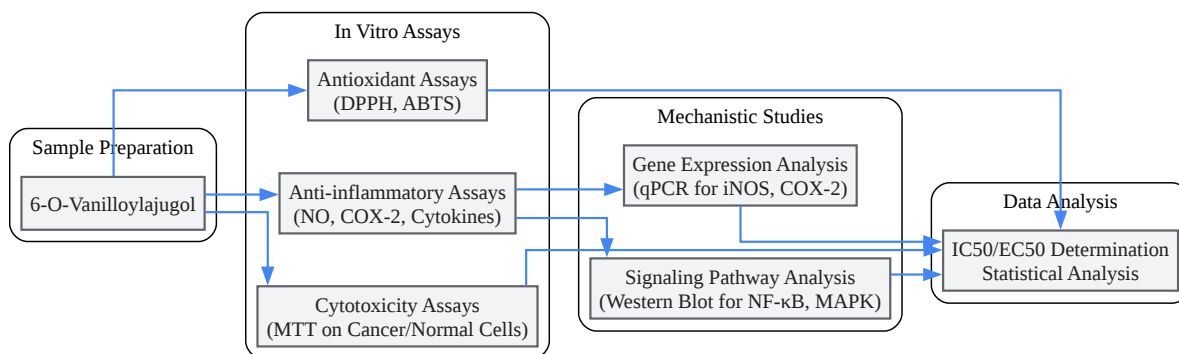 Sample Preparation
6-O-Vanilloylajugol
In Vitro Assays
Antioxidant Assays
(DPPH, ABTS)
Anti-inflammatory Assays
(NO, COX-2, Cytokines)
Cytotoxicity Assays
(MTT on Cancer/Normal Cells)
Mechanistic Studies
Gene Expression Analysis
(qPCR for iNOS, COX-2)
Signaling Pathway Analysis
(Western Blot for NF-κB, MAPK)
Data Analysis
IC50/EC50 Determination
Statistical Analysis